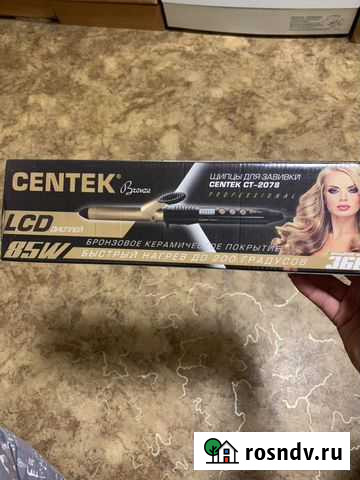 CENTEK Bronze
ЩИПЦЫ ДЛЯ ЗАВИВКИ
CENTEK CT-2078
PROFESSIONAL
LCD ДИСПЛЕЙ
85W
БРОНЗОВОЕ КЕРАМИЧЕСКОЕ ПОКРЫТИЕ
БЫСТРЫЙ НАГРЕВ ДО 200 ГРАДУСОВ
360
rosndv.ru